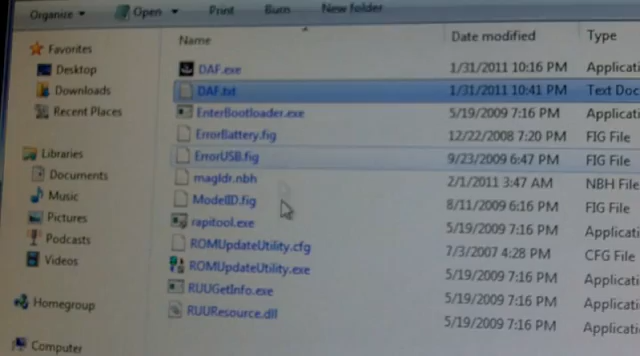 Organize Open Print Burn New folder
Name Date modified Type
Favorites
Desktop
Downloads
Recent Places
Libraries
Documents
Music
Pictures
Podcasts
Videos
Homegroup
Computer
DAF.exe 1/31/2011 10:16 PM Applicati
DAF.txt 1/31/2011 10:41 PM Text Doc
EnterBootloader.exe 5/19/2009 7:16 PM Applicati
ErrorBattery.fig 12/22/2008 7:20 PM FIG File
ErrorUSB.fig 9/23/2009 6:47 PM FIG File
magldr.nbh 2/1/2011 3:47 AM NBH File
ModelID.fig 8/11/2009 6:16 PM FIG File
rapitool.exe 5/19/2009 7:16 PM Applicati
ROMUpdateUtility.cfg 7/3/2007 4:28 PM CFG File
ROMUpdateUtility.exe 5/19/2009 7:16 PM Applicati
RUUGetInfo.exe 5/19/2009 7:16 PM Applicati
RUUResource.dll 5/19/2009 7:16 PM Applicati